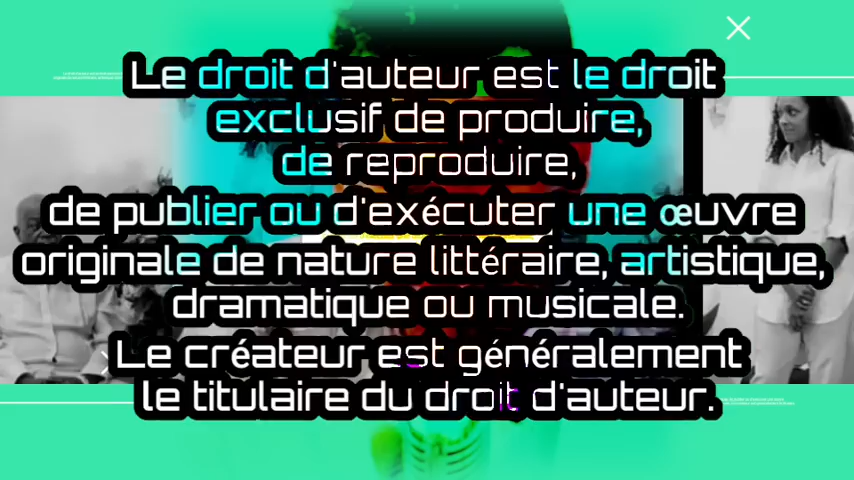 Le droit d'auteur est le droit
exclusif de produire,
de reproduire,
de publier ou d'exécuter une œuvre
originale de nature littéraire, artistique,
dramatique ou musicale.
Le créateur est généralement
le titulaire du droit d'auteur.